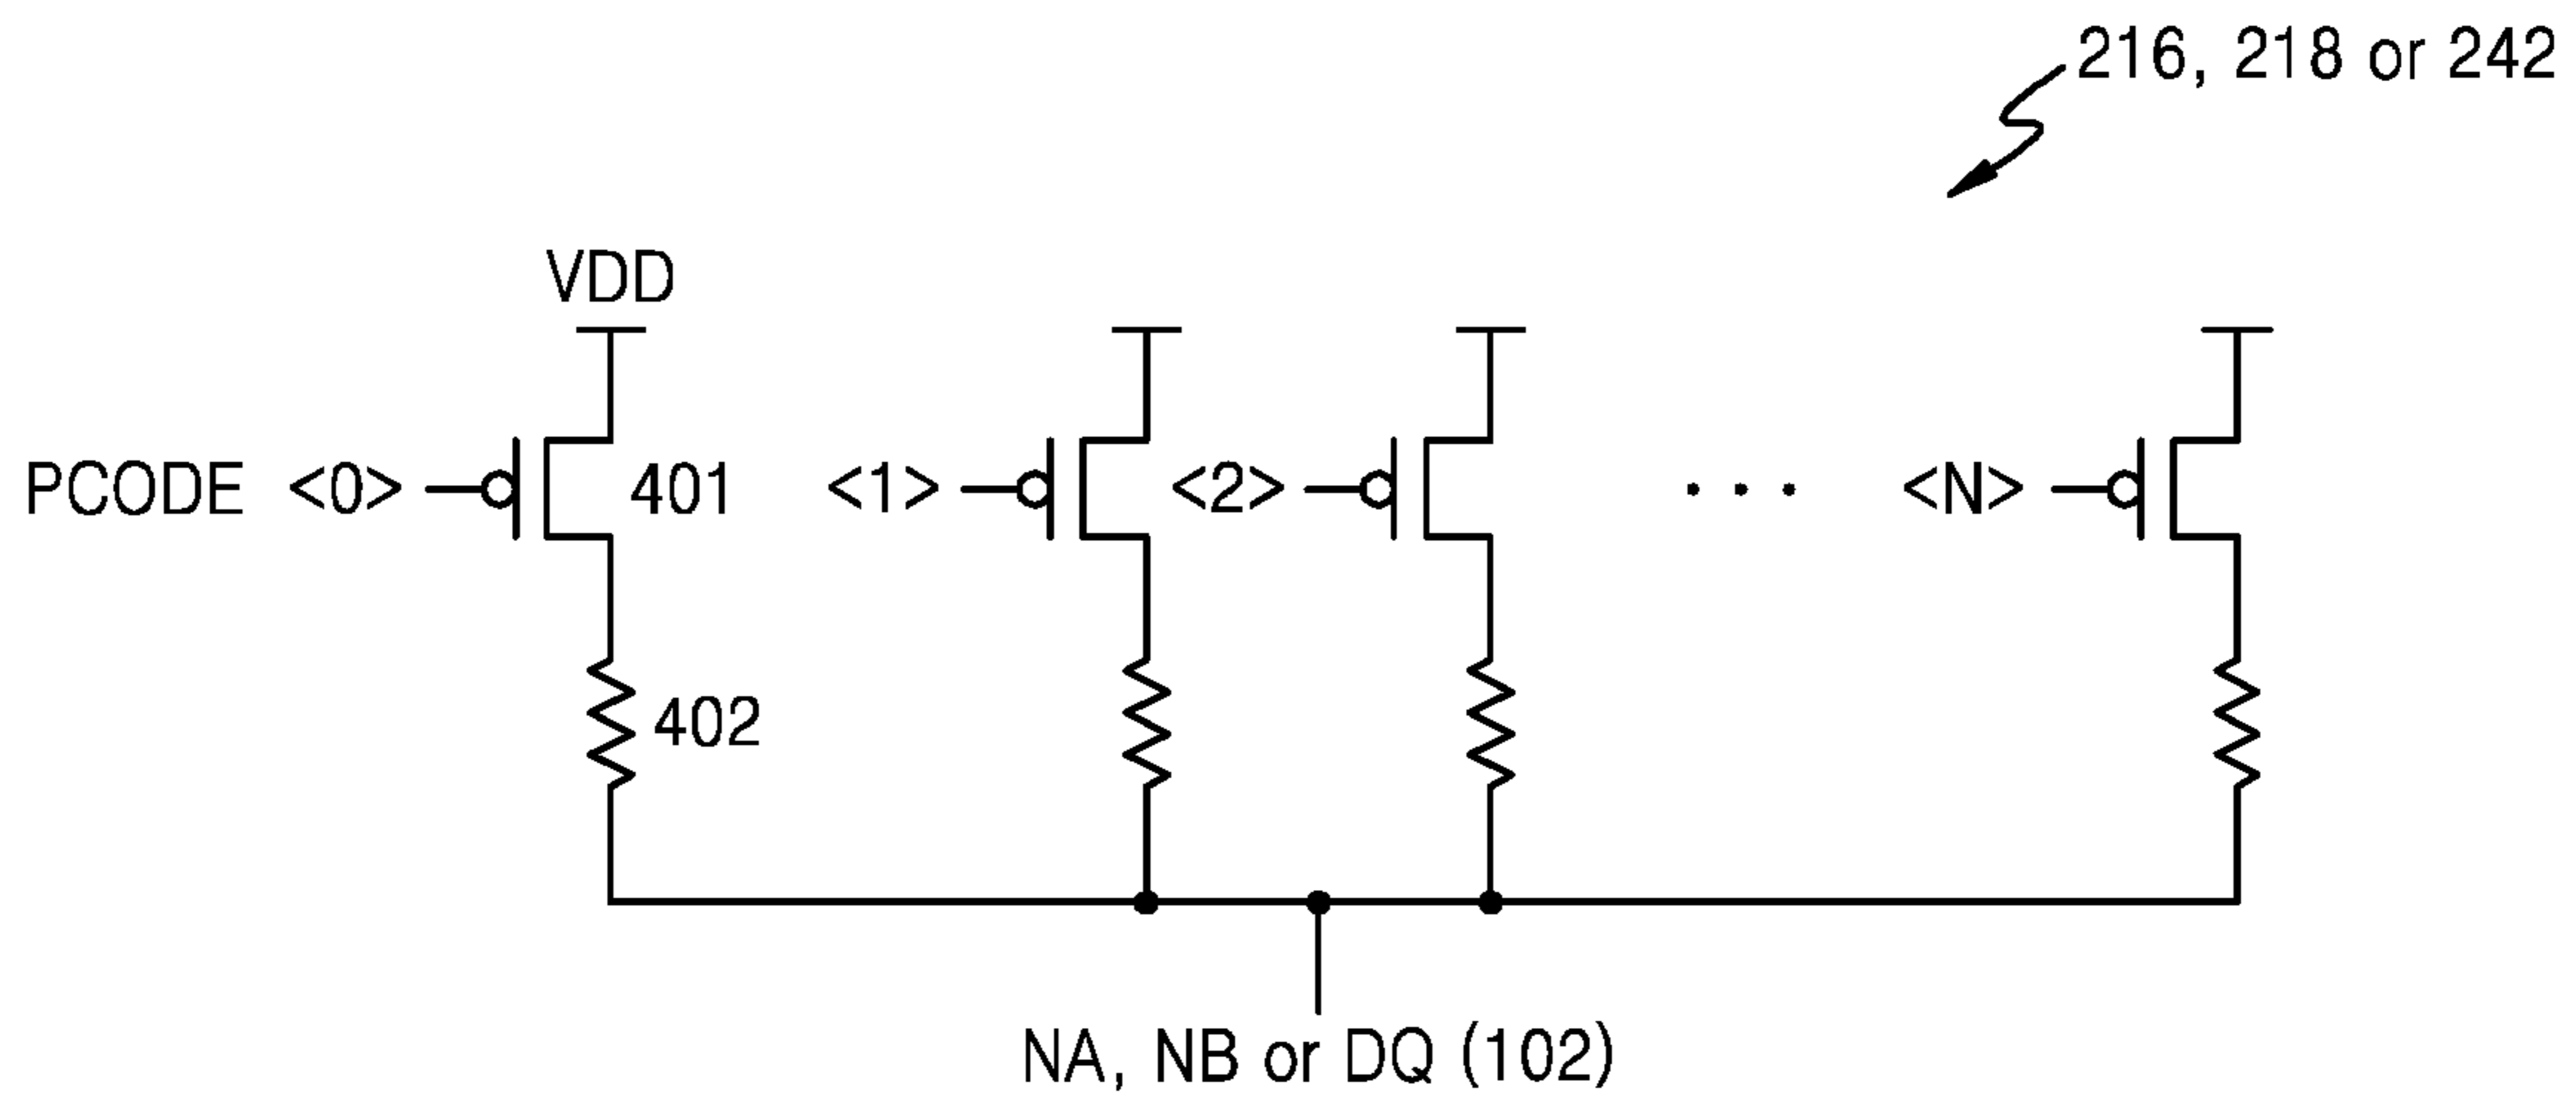 216, 218 or 242
VDD
PCODE <0> 401 <1> <2> ... <N>
402
NA, NB or DQ (102)